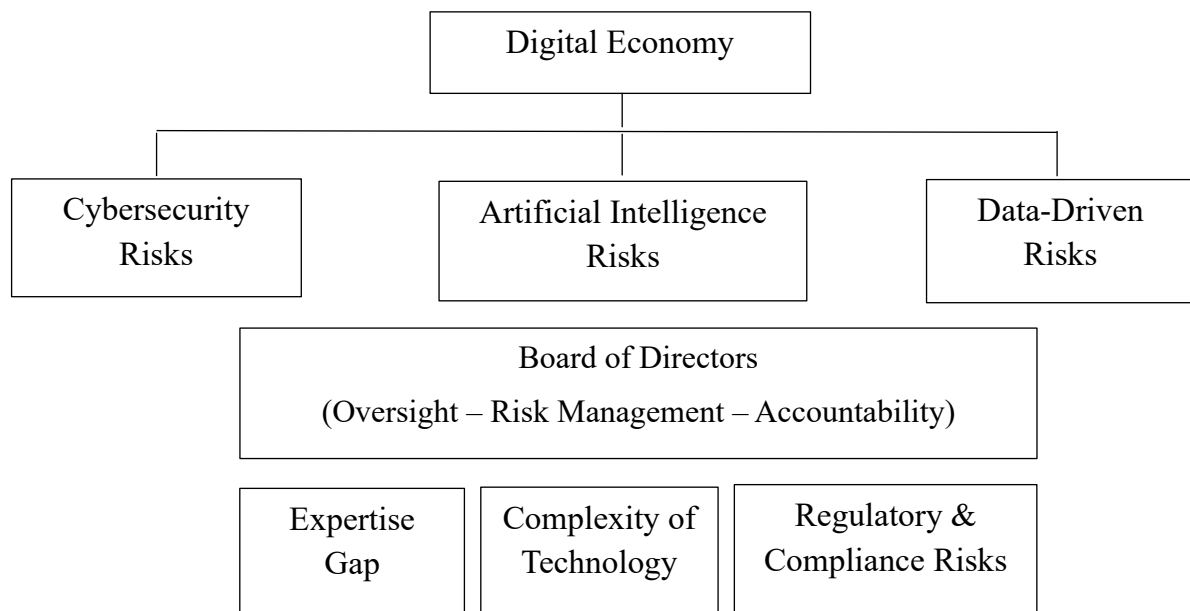 Digital Economy
Cybersecurity
Risks
Artificial Intelligence
Risks
Data-Driven
Risks
Board of Directors
(Oversight – Risk Management – Accountability)
Expertise
Gap
Complexity of
Technology
Regulatory &
Compliance Risks